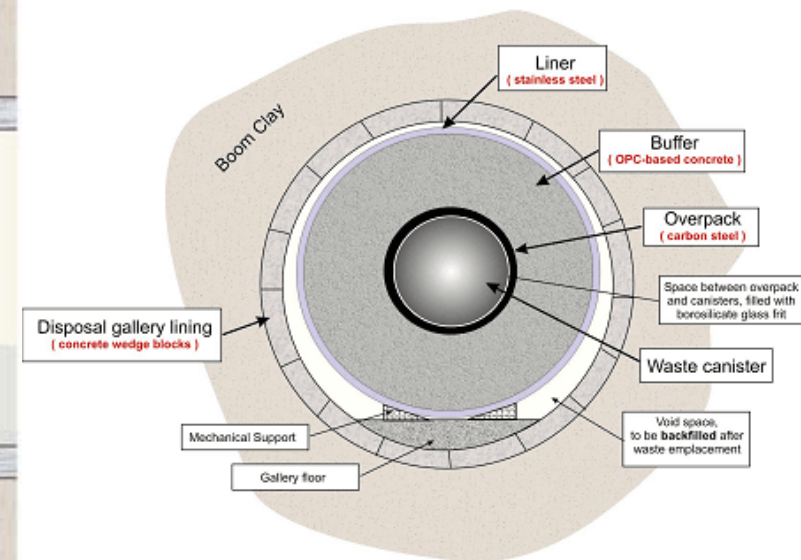 Liner
( stainless steel )
Boom Clay
Buffer
( OPC-based concrete )
Overpack
( carbon steel )
Space between overpack
and canisters, filled with
borosilicate glass frit
Disposal gallery lining
( concrete wedge blocks )
Waste canister
Mechanical Support
Void space,
to be backfilled after
waste emplacement
Gallery floor